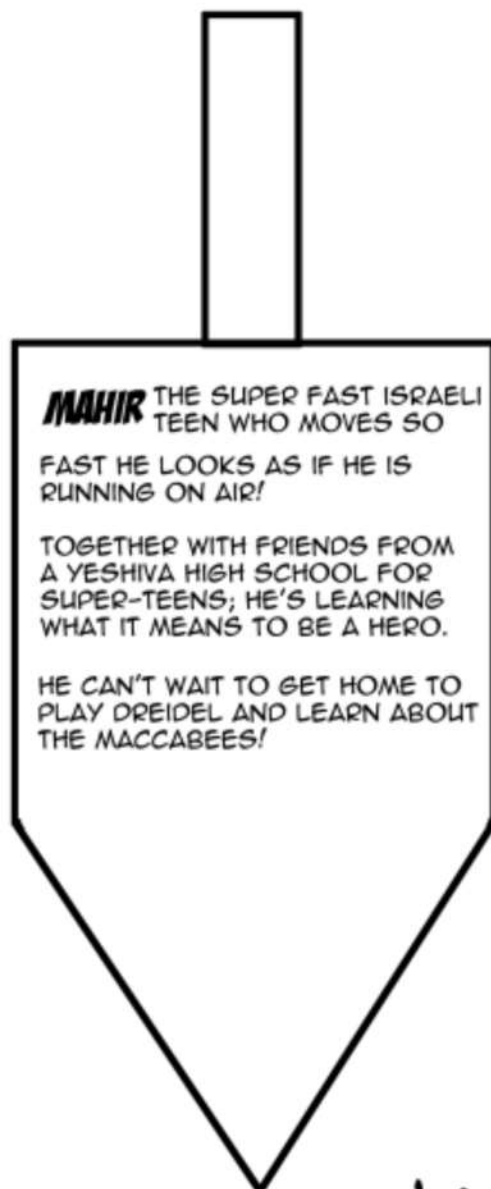 MAHIR THE SUPER FAST ISRAELI
TEEN WHO MOVES SO
FAST HE LOOKS AS IF HE IS
RUNNING ON AIR!
TOGETHER WITH FRIENDS FROM
A YESHIVA HIGH SCHOOL FOR
SUPER-TEENS; HE'S LEARNING
WHAT IT MEANS TO BE A HERO.
HE CAN'T WAIT TO GET HOME TO
PLAY DREIDEL AND LEARN ABOUT
THE MACCABEES!